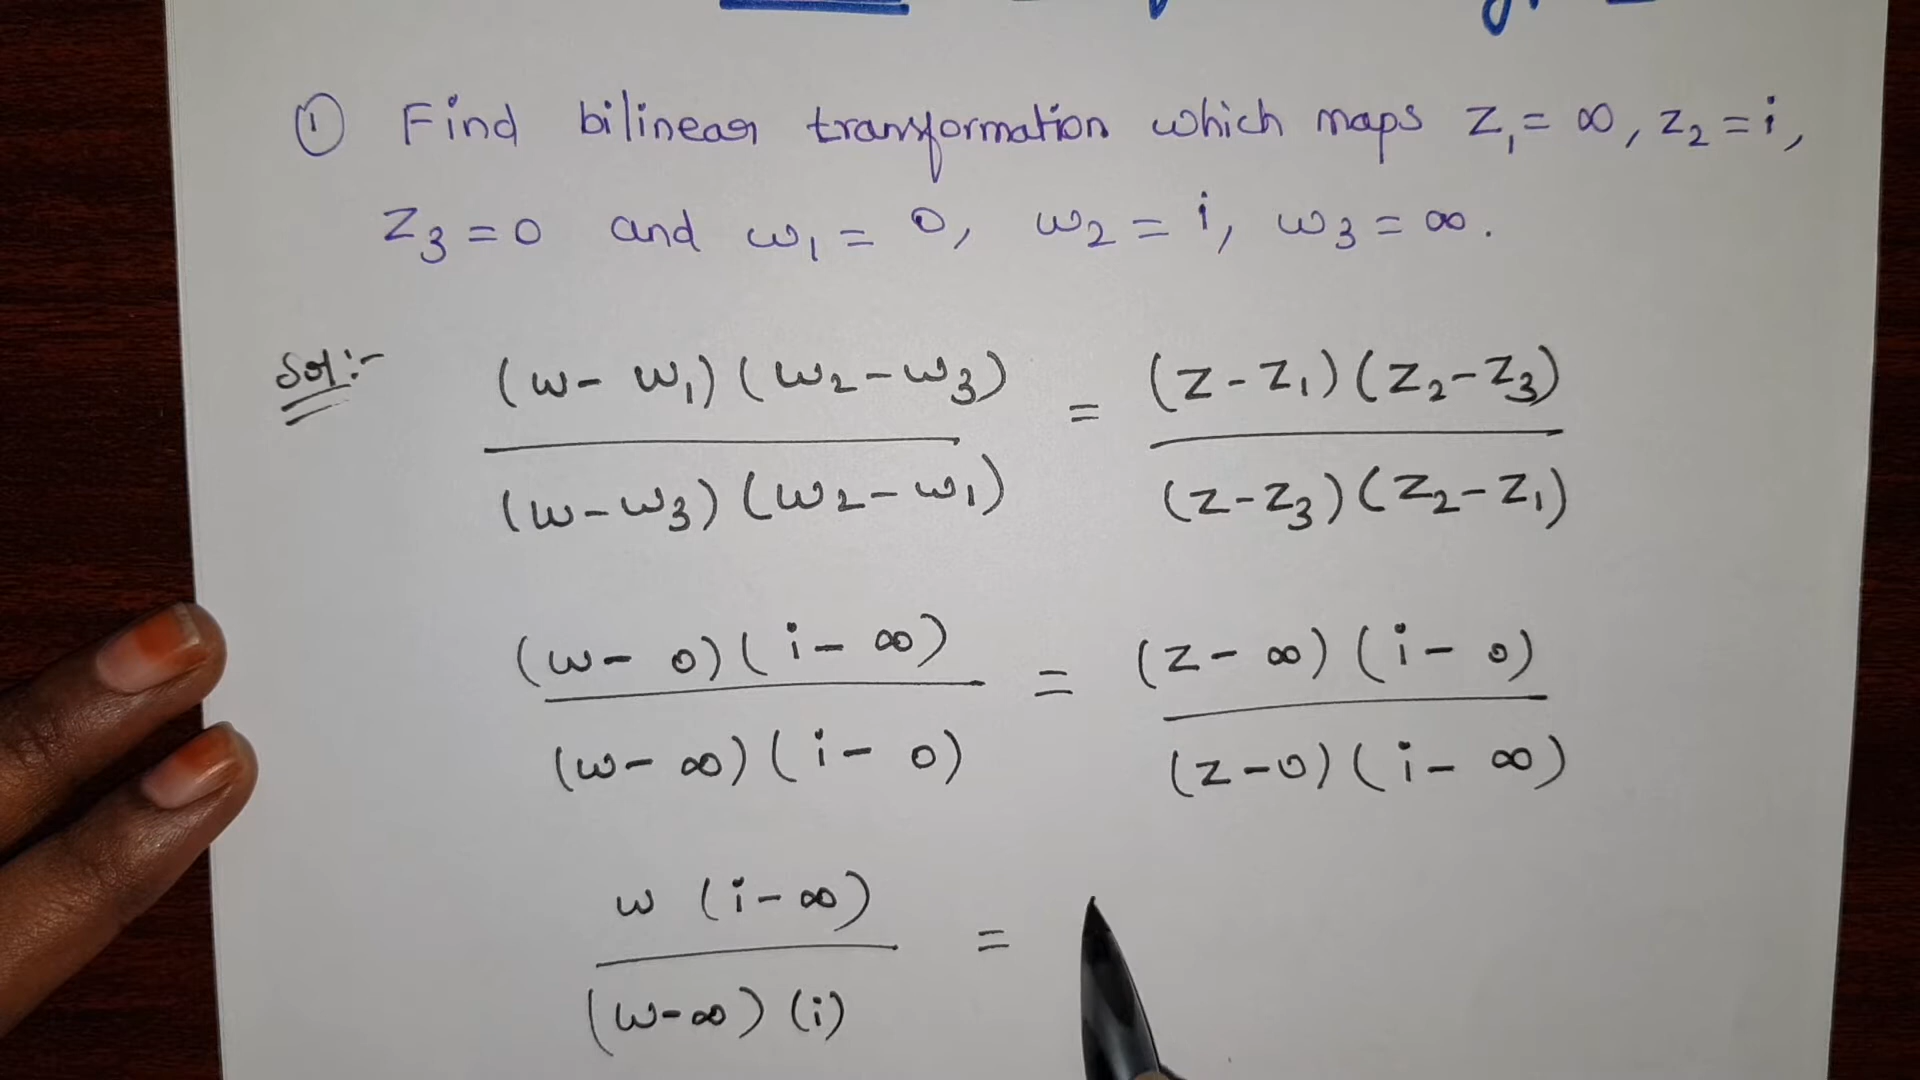 ① Find bilinear transformation which maps z₁ = ∞, z₂ = i,
z₃ = 0 and ω₁ = 0, ω₂ = i, ω₃ = ∞.
Sol:- (ω - ω₁)(ω₂ - ω₃) / (ω - ω₃)(ω₂ - ω₁) = (z - z₁)(z₂ - z₃) / (z - z₃)(z₂ - z₁)
(ω - 0)(i - ∞) / (ω - ∞)(i - 0) = (z - ∞)(i - 0) / (z - 0)(i - ∞)
ω (i - ∞) / (ω - ∞)(i) =